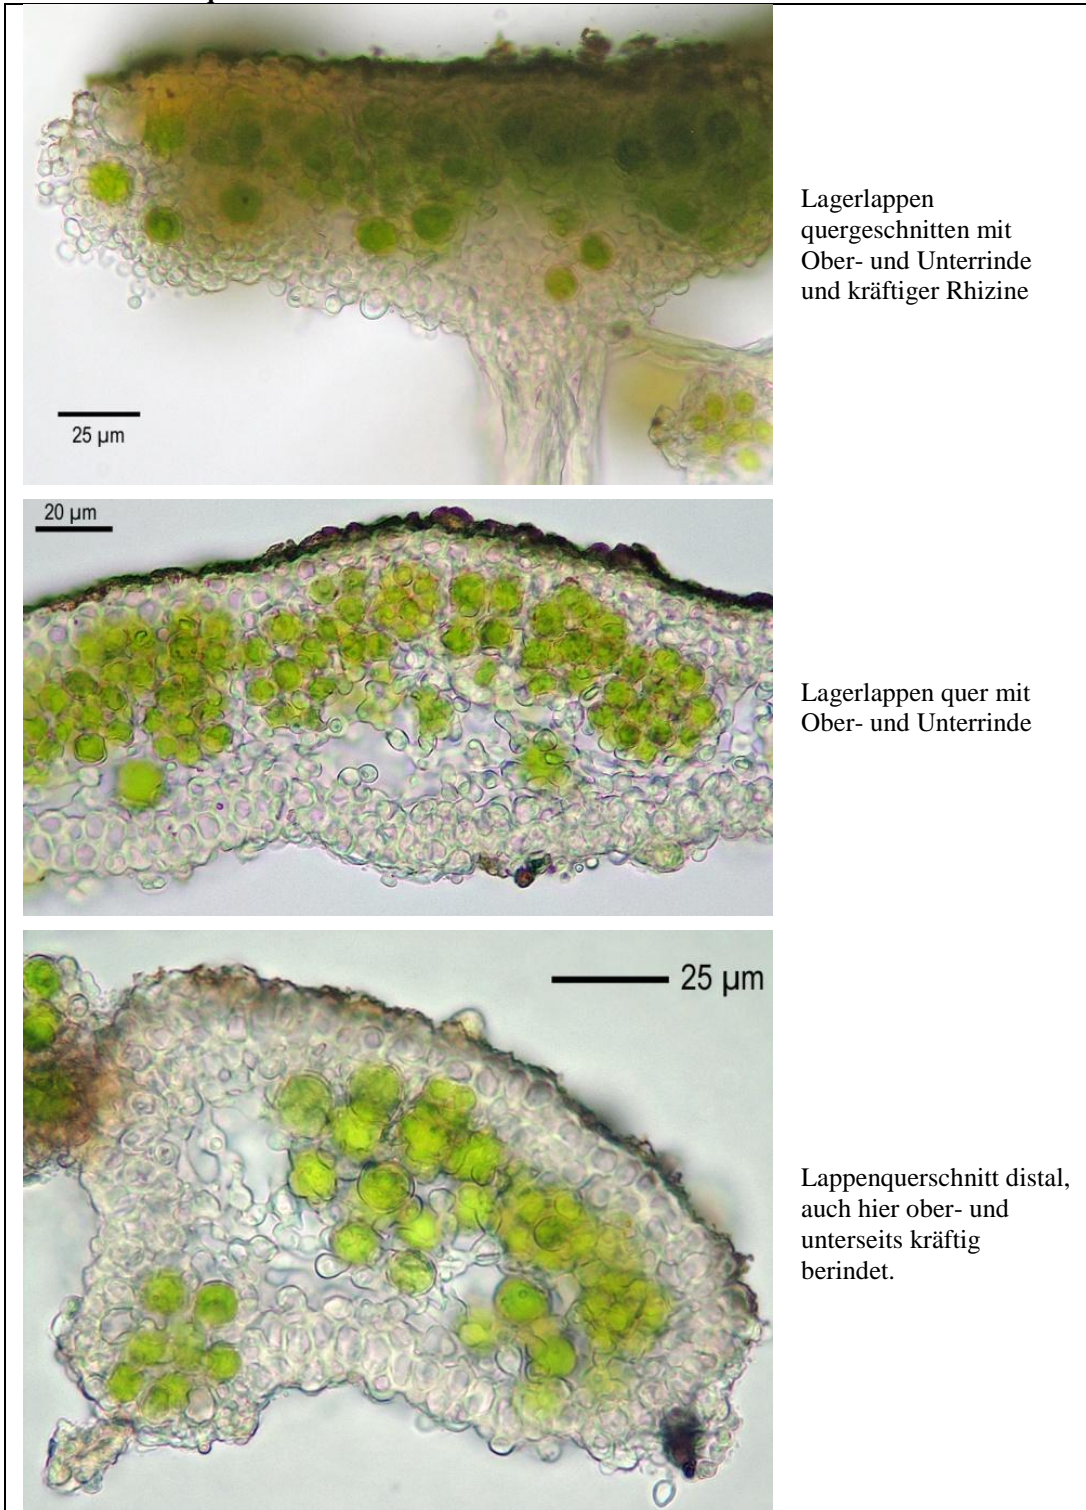 Lagerlappen
quergeschnitten mit
Ober- und Unterrinde
und kräftiger Rhizine
25 µm
20 µm
Lagerlappen quer mit
Ober- und Unterrinde
25 µm
Lappenquerschnitt distal,
auch hier ober- und
unterseits kräftig
berindet.